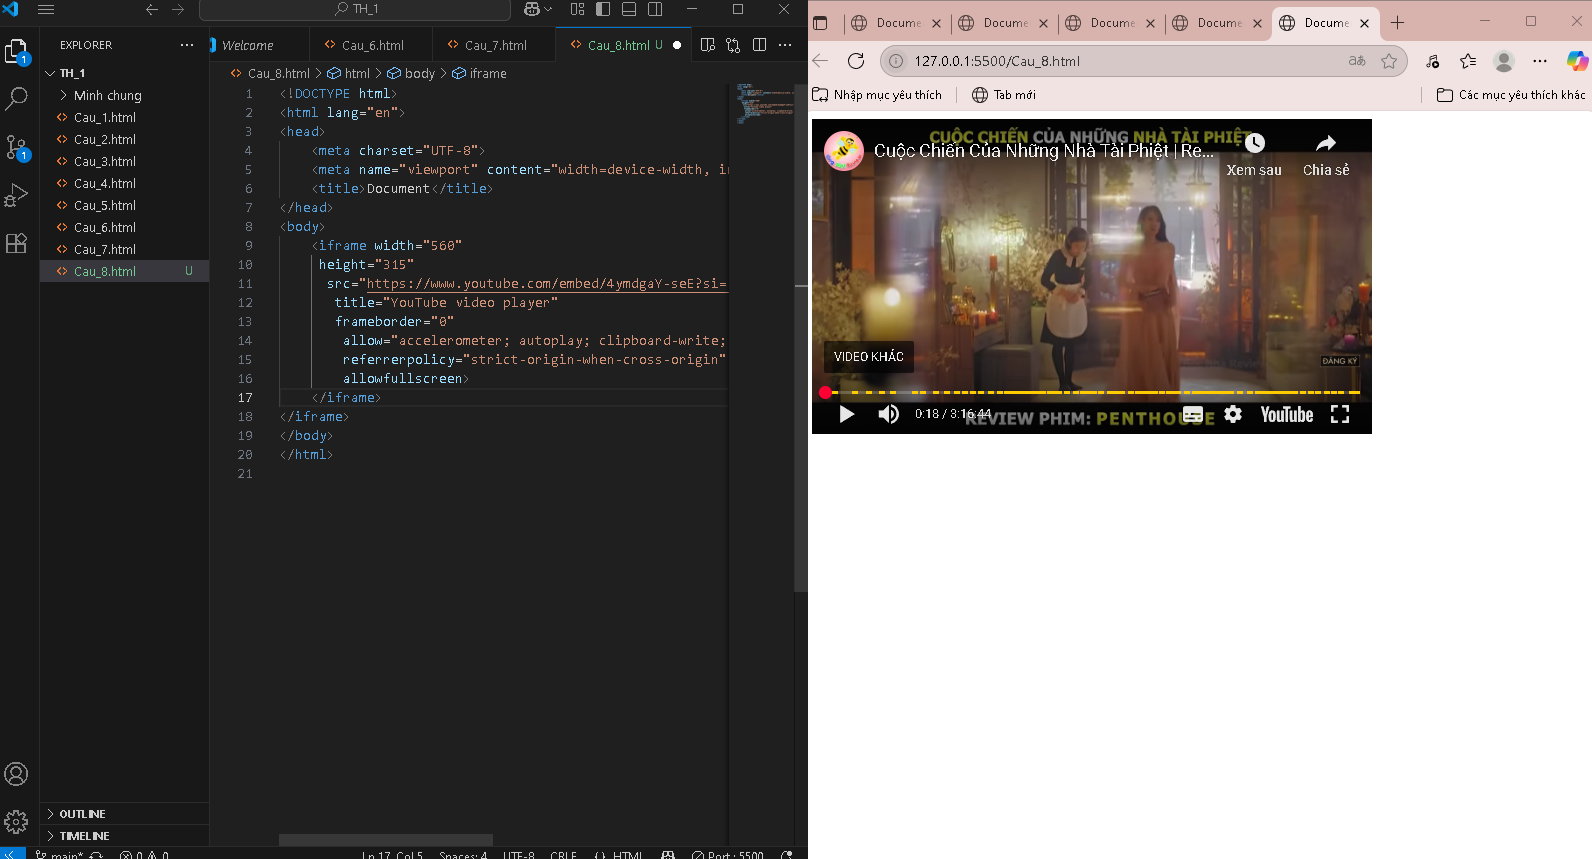 TH_1
EXPLORER
TH_1
Minh chung
Cau_1.html
Cau_2.html
Cau_3.html
Cau_4.html
Cau_5.html
Cau_6.html
Cau_7.html
Cau_8.html U
OUTLINE
TIMELINE
1
1
Welcome
Cau_6.html
Cau_7.html
Cau_8.html U
Cau_8.html > html > body > iframe
1 <!DOCTYPE html>
2 <html lang="en">
3 <head>
4 <meta charset="UTF-8">
5 <meta name="viewport" content="width=device-width, in
6 <title>Document</title>
7 </head>
8 <body>
9 <iframe width="560"
10 height="315"
11 src="https://www.youtube.com/embed/4ymdgaY-seE?si=
12 title="YouTube video player"
13 frameborder="0"
14 allow="accelerometer; autoplay; clipboard-write;
15 referrerpolicy="strict-origin-when-cross-origin"
16 allowfullscreen>
17 </iframe>
18 </iframe>
19 </body>
20 </html>
21
main* 0 0 Ln 17, Col 5 Spaces: 4 UTF-8 CRLF {} HTML Port : 5500
Docume
Docume
Docume
Docume
Docume
127.0.0.1:5500/Cau_8.html
Nhập mục yêu thích
Tab mới
Các mục yêu thích khác
CUỘC CHIẾN CỦA NHỮNG NHÀ TÀI PHIỆT
Cuộc Chiến Của Những Nhà Tài Phiệt | Re...
Xem sau
Chia sẻ
VIDEO KHÁC
ĐĂNG KÝ
0:18 / 3:16:44
YouTube
REVIEW PHIM: PENTHOUSE